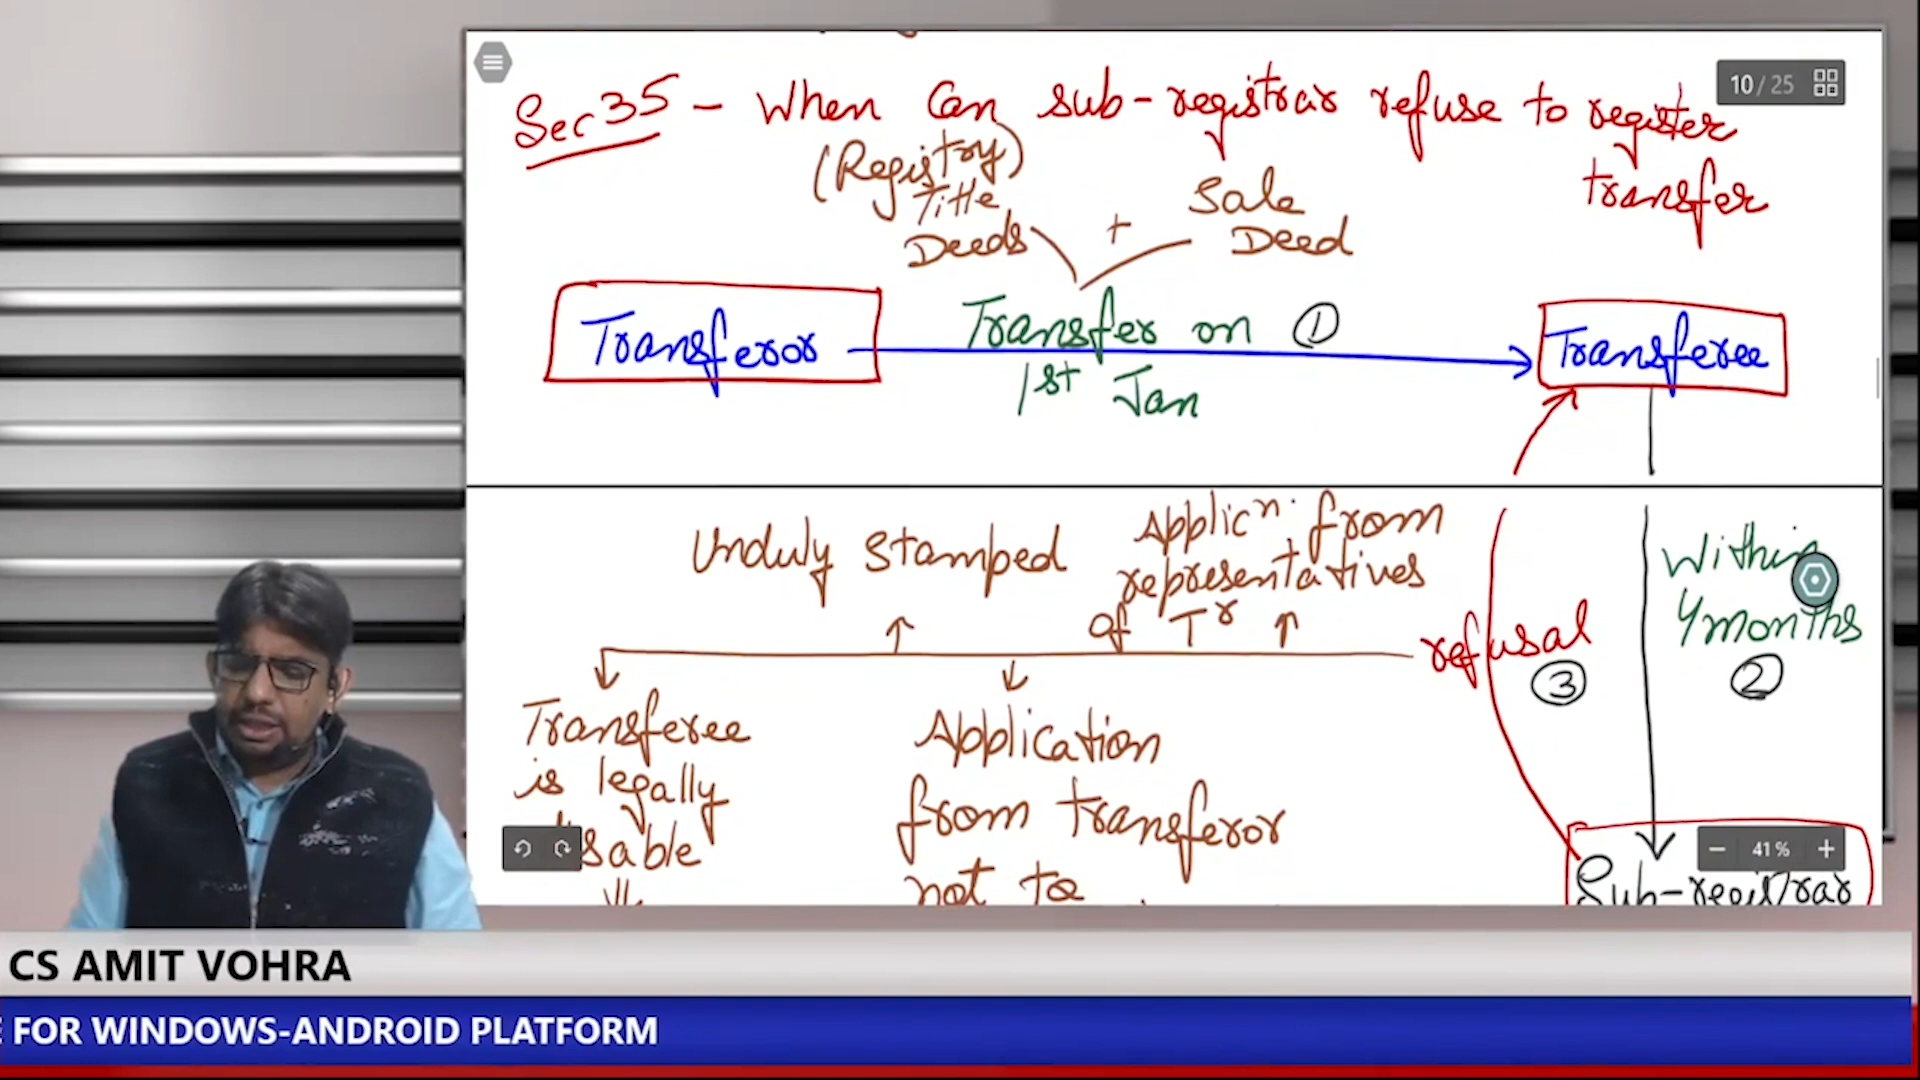 10 / 25
Sec 35 - When Can sub-registrar refuse to register
transfer
(Registry)
Title
Deeds
+
Sale
Deed
Transferor
Transfer on ①
1st Jan
Transferee
Unduly Stamped
Applicn. from
representatives
of Tr
Within
4 months
②
refusal
③
Transferee
is legally
Application
from transferor
not to
Sub-registrar
41 %
CS AMIT VOHRA
FOR WINDOWS-ANDROID PLATFORM